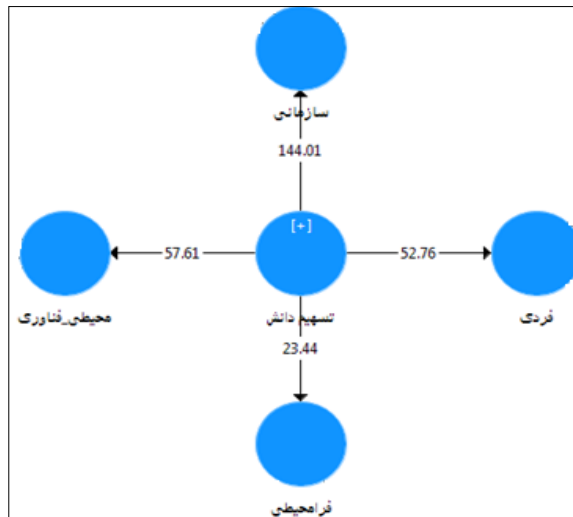 سازمانی
144.01
[+]
57.61
52.76
محیطی_فناوری
تسهیم دانش
فردی
23.44
فرامحیطی